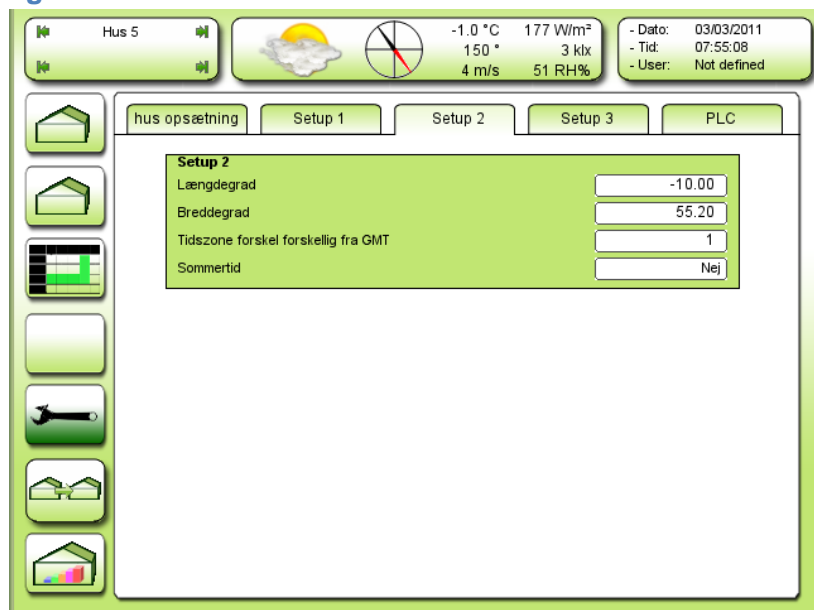 Hus 5
-1.0 °C 177 W/m²
150 ° 3 klx
4 m/s 51 RH%
- Dato: 03/03/2011
- Tid: 07:55:08
- User: Not defined
hus opsætning Setup 1 Setup 2 Setup 3 PLC
Setup 2
Længdegrad -10.00
Breddegrad 55.20
Tidszone forskel forskellig fra GMT 1
Sommertid Nej